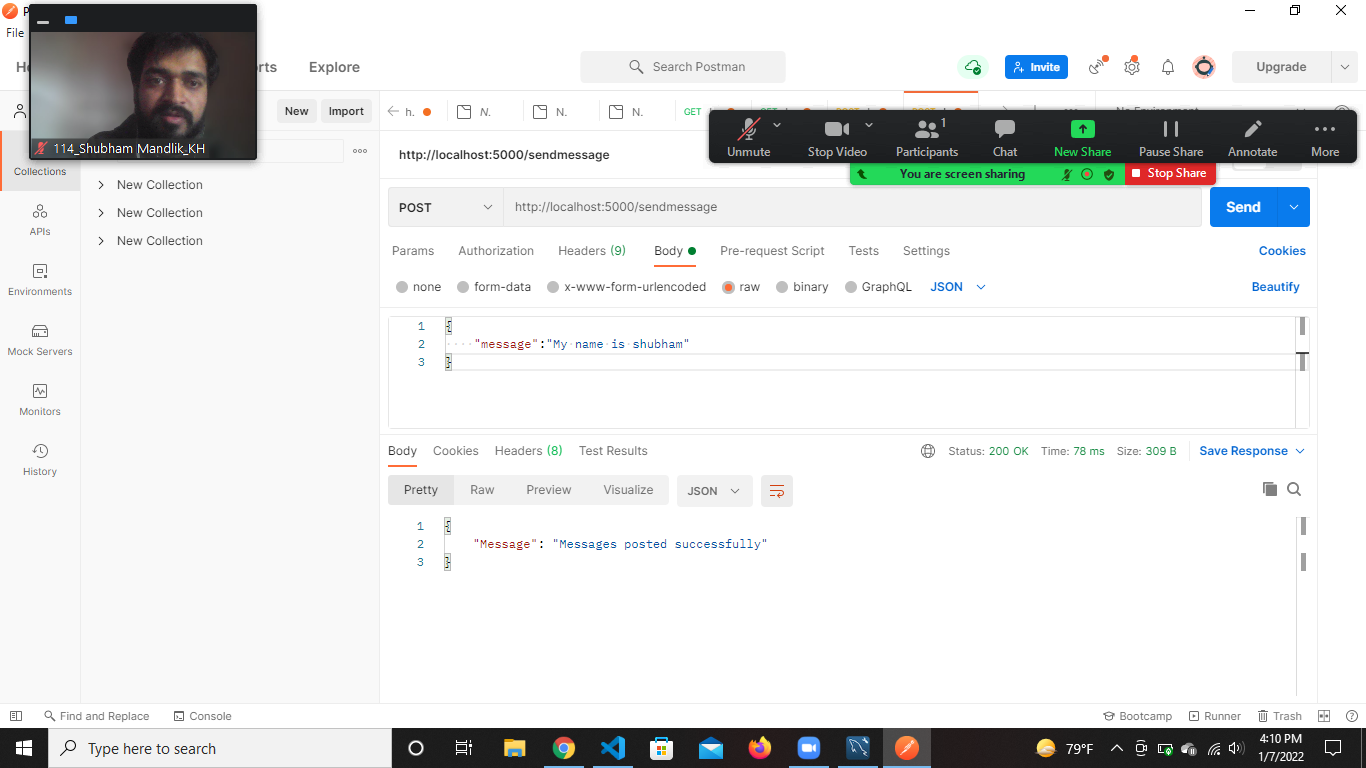 P
File
114_Shubham Mandlik_KH
orts
Explore
Search Postman
Invite
Upgrade
New
Import
h.
N.
N.
N.
GET
No Environment
Unmute
Stop Video
Participants
1
Chat
New Share
Pause Share
Annotate
More
You are screen sharing
Stop Share
Collections
APIs
Environments
Mock Servers
Monitors
History
New Collection
New Collection
New Collection
http://localhost:5000/sendmessage
POST
http://localhost:5000/sendmessage
Send
Params
Authorization
Headers (9)
Body
Pre-request Script
Tests
Settings
Cookies
none
form-data
x-www-form-urlencoded
raw
binary
GraphQL
JSON
Beautify
1 {
2 "message":"My name is shubham"
3 }
Body
Cookies
Headers (8)
Test Results
Status: 200 OK
Time: 78 ms
Size: 309 B
Save Response
Pretty
Raw
Preview
Visualize
JSON
1 {
2 "Message": "Messages posted successfully"
3 }
Find and Replace
Console
Bootcamp
Runner
Trash
Type here to search
79°F
4:10 PM
1/7/2022